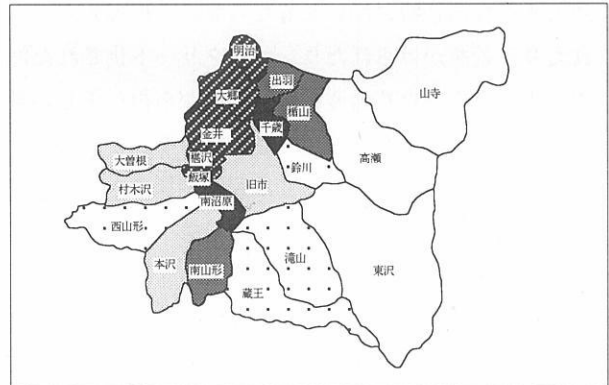 明治
出羽
大郷
楯山
山寺
千歳
金井
大曽根
椹沢
鈴川
高瀬
飯塚
旧市
村木沢
南沼原
西山形
滝山
本沢
南山形
東沢
蔵王